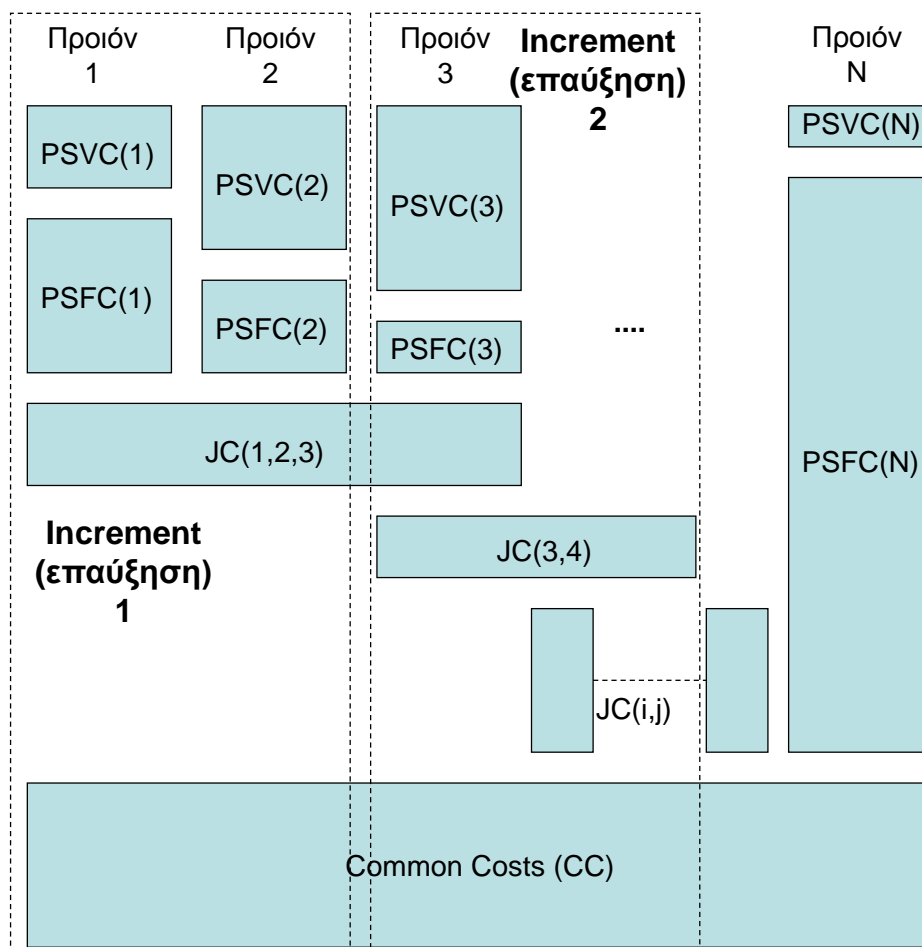 Προιόν
1
Προιόν
2
Προιόν
3
Increment
(επαύξηση)
2
Προιόν
N
PSVC(1)
PSVC(2)
PSVC(3)
PSVC(N)
PSFC(1)
PSFC(2)
PSFC(3)
....
PSFC(N)
JC(1,2,3)
Increment
(επαύξηση)
1
JC(3,4)
JC(i,j)
Common Costs (CC)